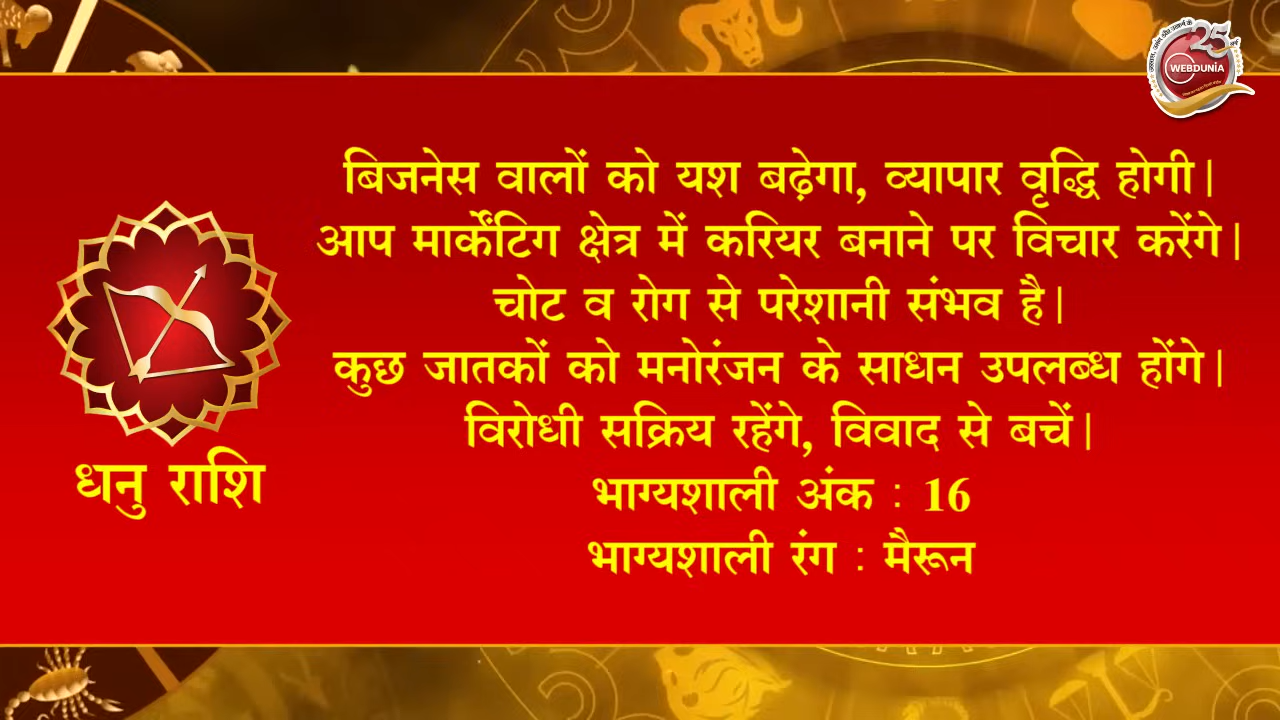 25
WEBDUNIA
बिजनेस वालों को यश बढ़ेगा, व्यापार वृद्धि होगी|
आप मार्केंटिग क्षेत्र में करियर बनाने पर विचार करेंगे|
चोट व रोग से परेशानी संभव है|
कुछ जातकों को मनोरंजन के साधन उपलब्ध होंगे|
विरोधी सक्रिय रहेंगे, विवाद से बचें|
भाग्यशाली अंक : 16
भाग्यशाली रंग : मैरून
धनु राशि